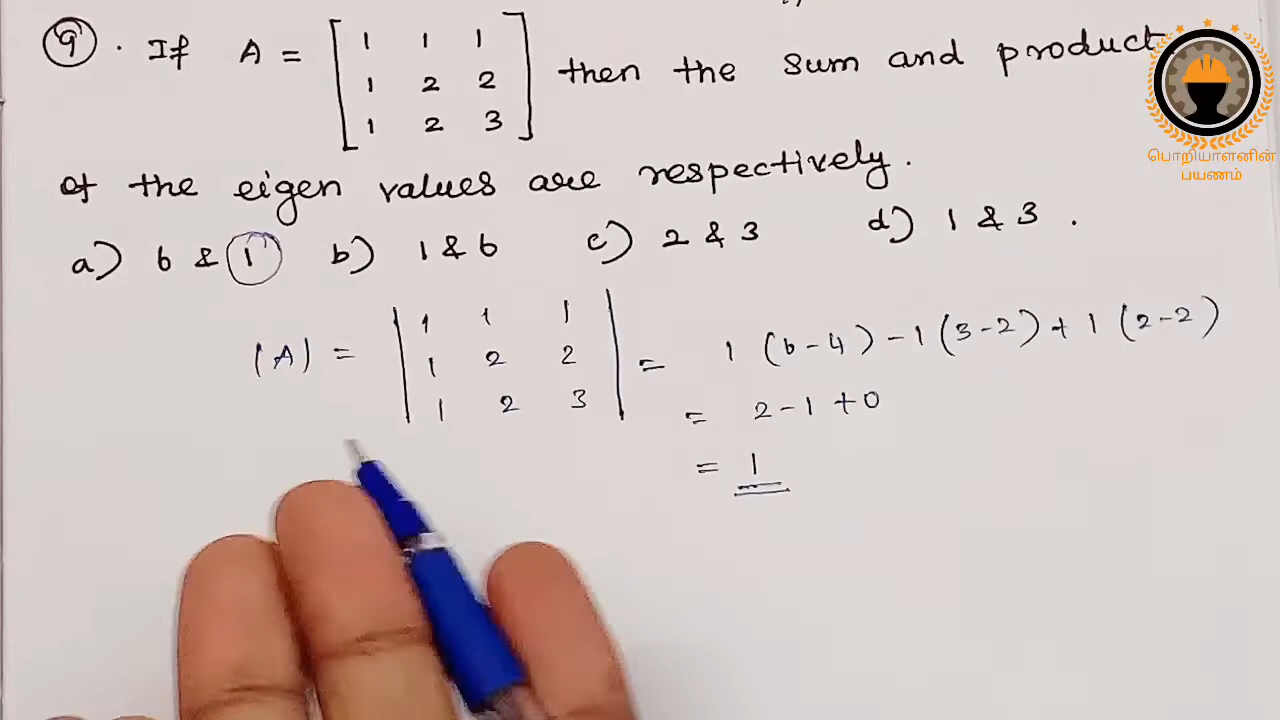 9. If A = [ 1 1 1
1 2 2
1 2 3 ] then the sum and product
of the eigen values are respectively.
a) 6 & 1 b) 1 & 6 c) 2 & 3 d) 1 & 3 .
|A| = | 1 1 1
1 2 2
1 2 3 | = 1 (6-4) -1 (3-2) + 1 (2-2)
= 2 -1 +0
= 1
பொறியாளனின்
பயணம்